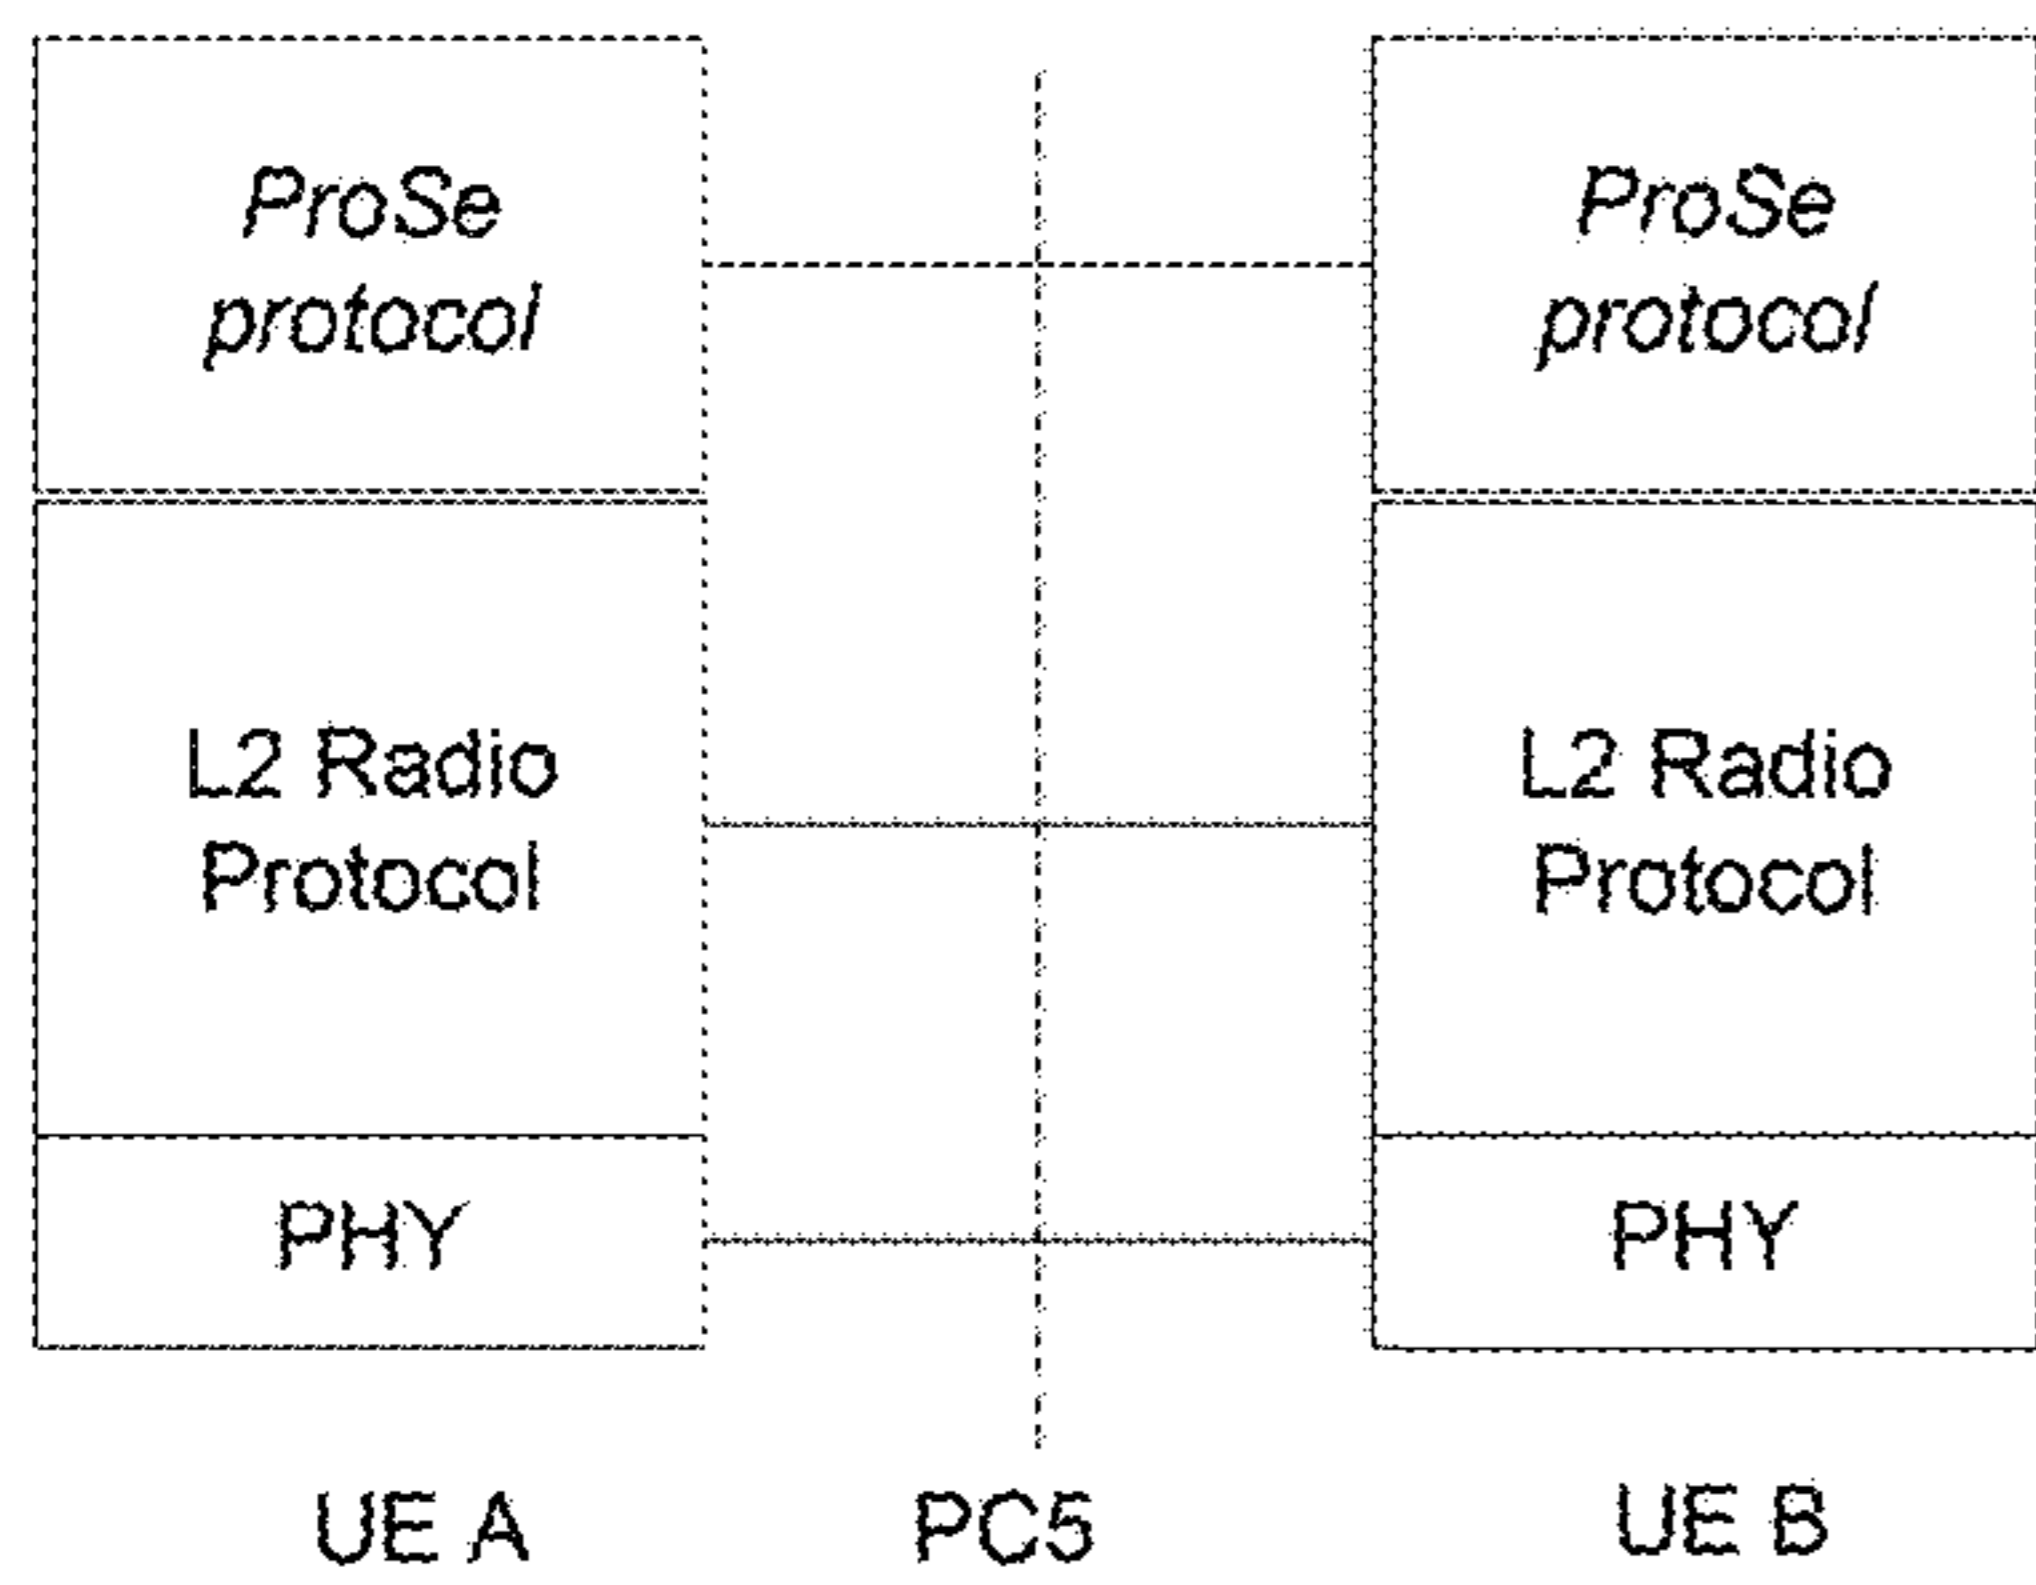 ProSe
protocol
ProSe
protocol
L2 Radio
Protocol
L2 Radio
Protocol
PHY
PHY
UE A
PC5
UE B